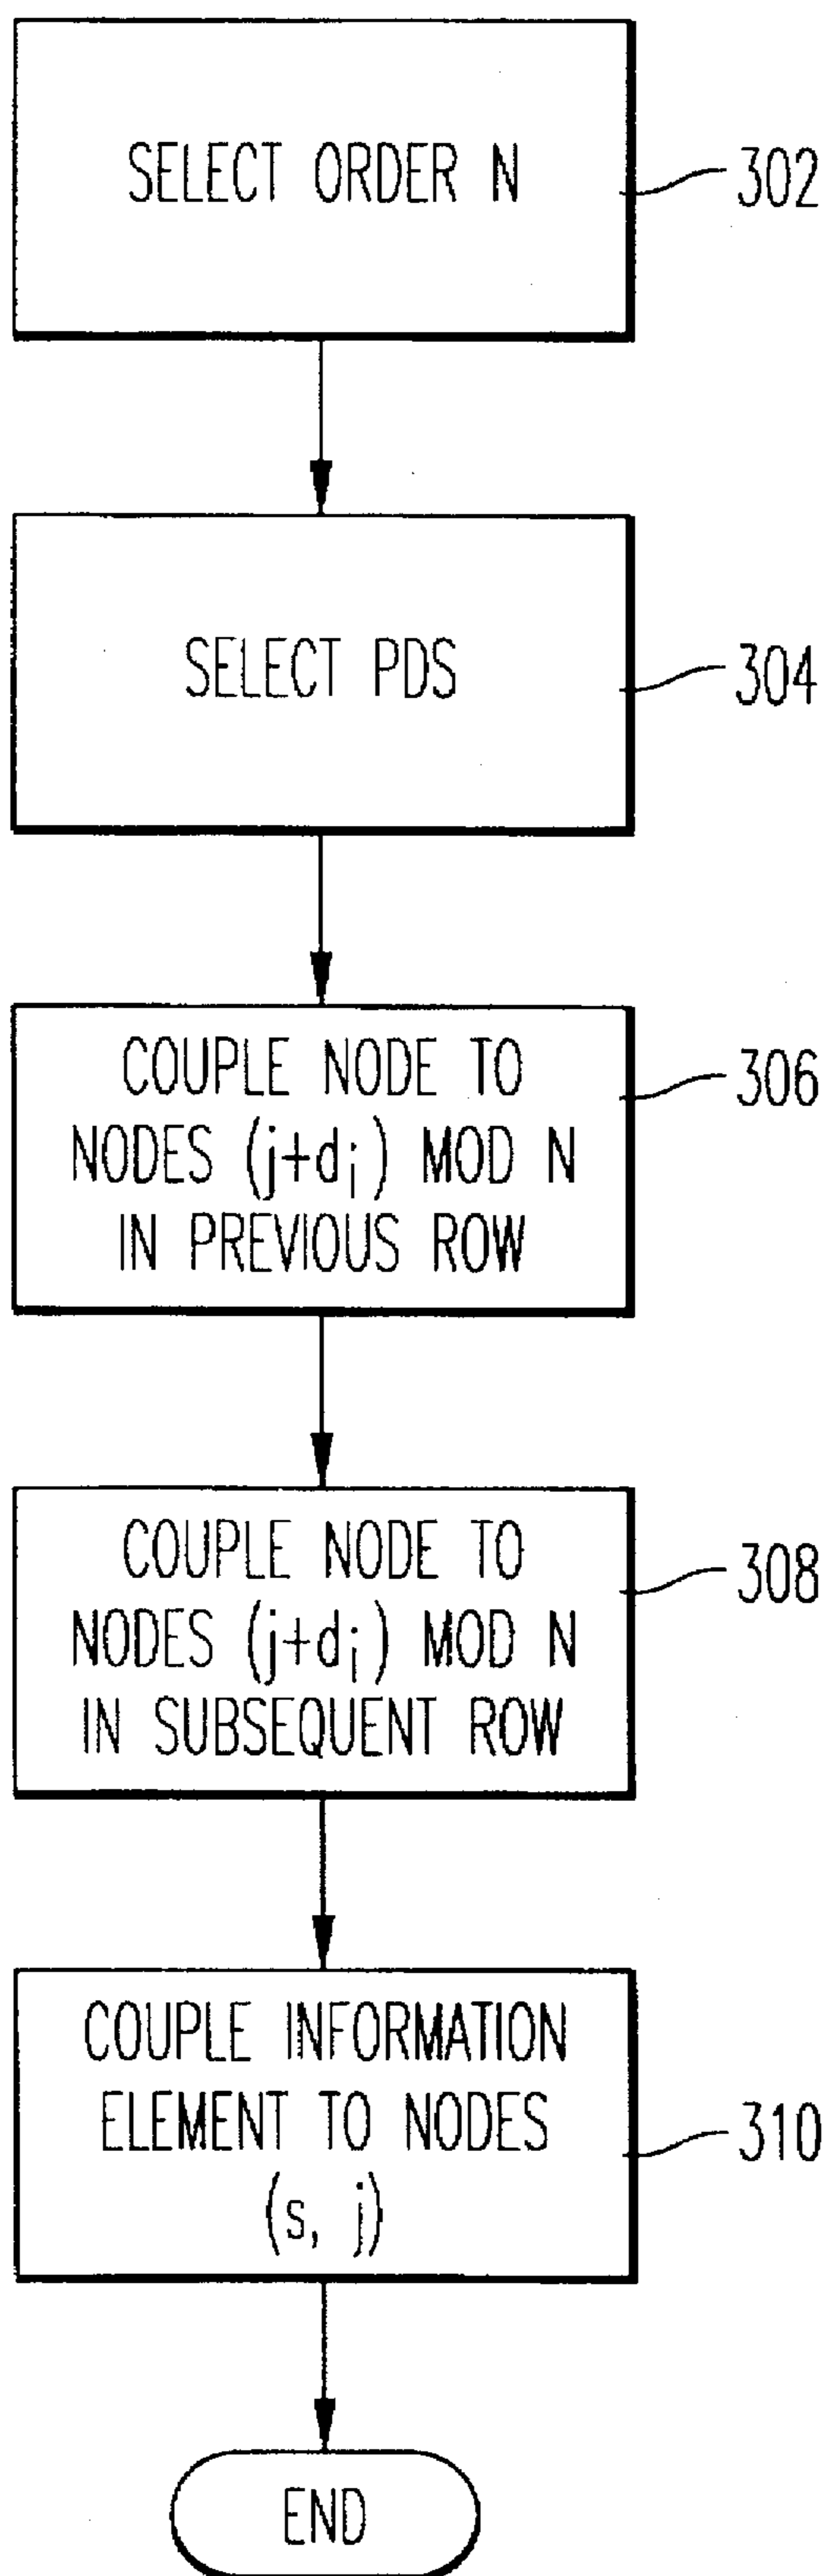 SELECT ORDER N
302
SELECT PDS
304
COUPLE NODE TO
NODES (j+di) MOD N
IN PREVIOUS ROW
306
COUPLE NODE TO
NODES (j+di) MOD N
IN SUBSEQUENT ROW
308
COUPLE INFORMATION
ELEMENT TO NODES
(s, j)
310
END